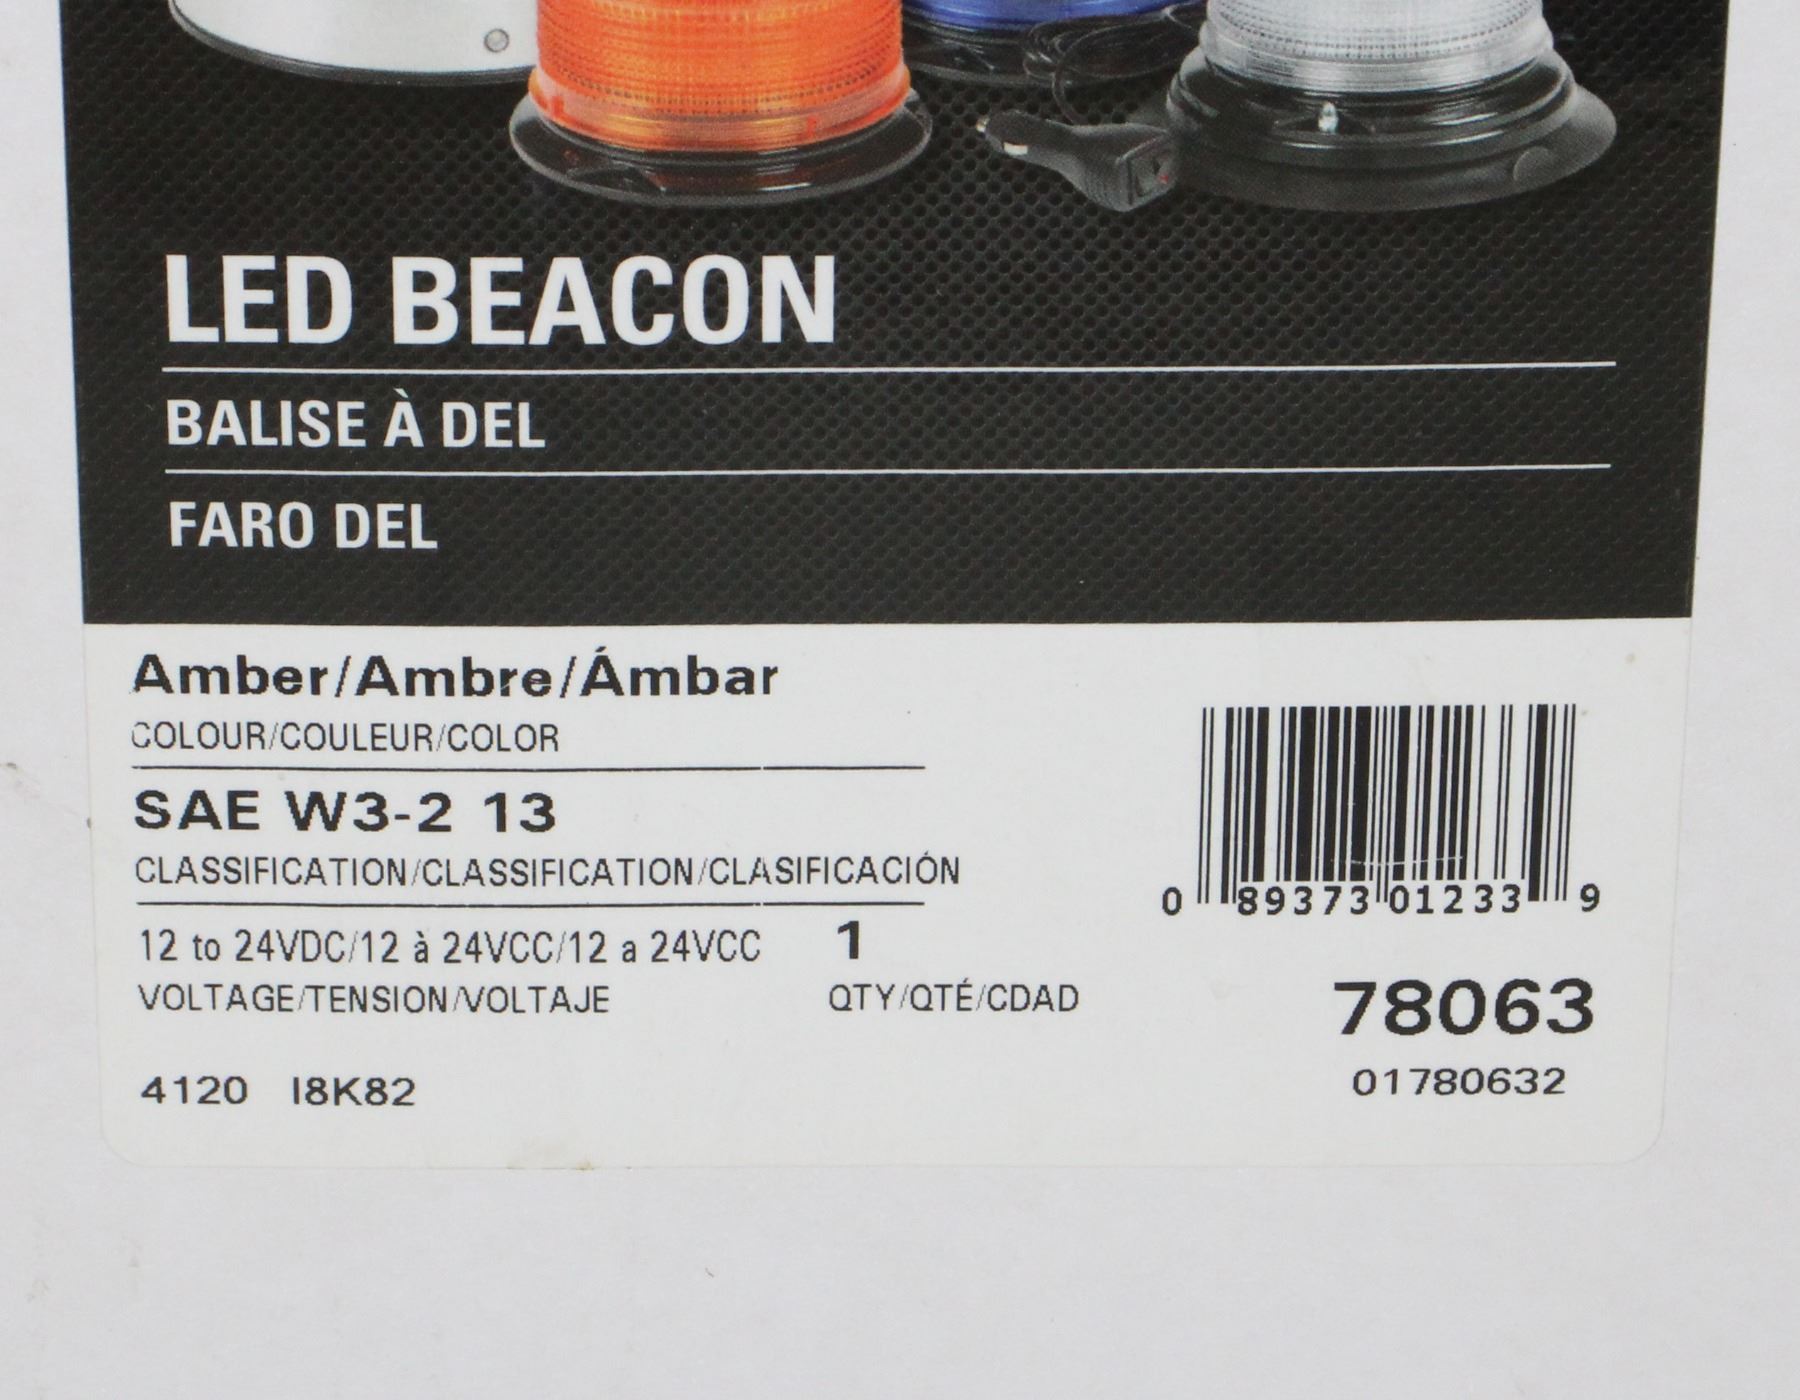 LED BEACON
BALISE À DEL
FARO DEL
Amber/Ambre/Ámbar
COLOUR/COULEUR/COLOR
SAE W3-2 13
CLASSIFICATION/CLASSIFICATION/CLASIFICACIÓN
12 to 24VDC/12 à 24VCC/12 a 24VCC 1
VOLTAGE/TENSION/VOLTAJE QTY/QTÉ/CDAD
4120 I8K82
0 89373 01233 9
78063
01780632